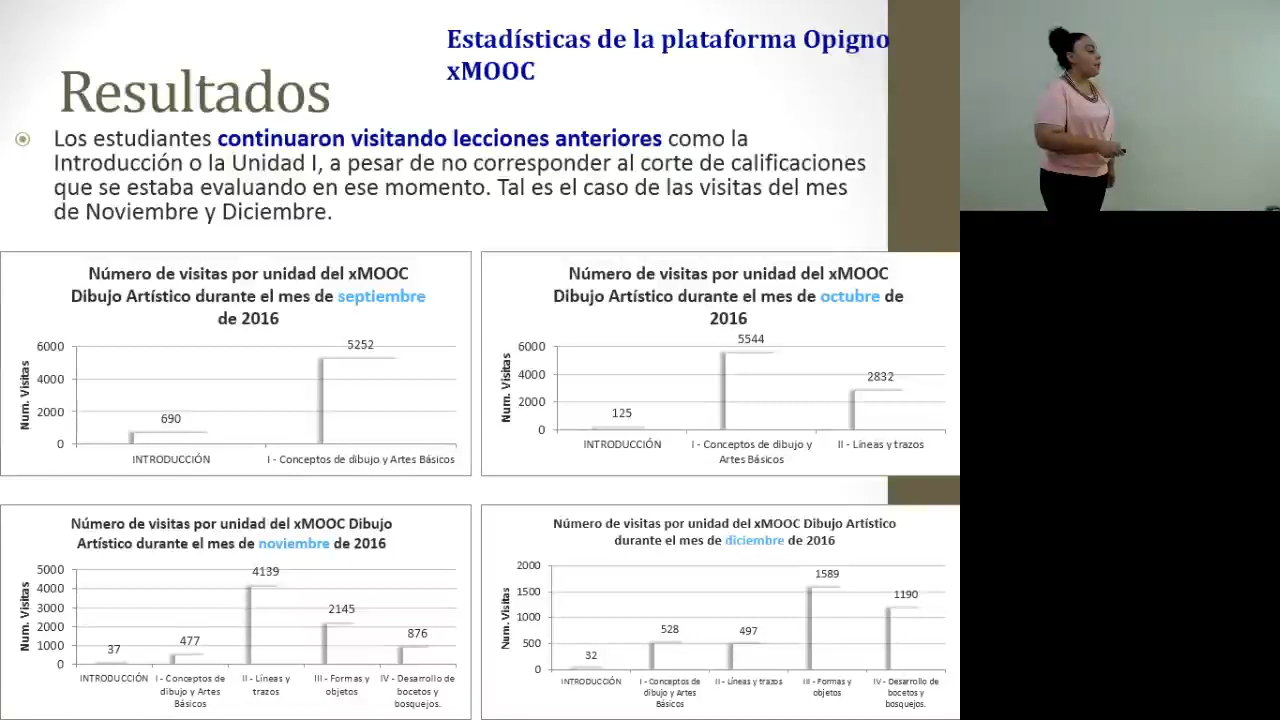 Estadísticas de la plataforma Opigno
xMOOC
Resultados
Los estudiantes continuaron visitando lecciones anteriores como la
Introducción o la Unidad I, a pesar de no corresponder al corte de calificaciones
que se estaba evaluando en ese momento. Tal es el caso de las visitas del mes
de Noviembre y Diciembre.
Número de visitas por unidad del xMOOC
Dibujo Artístico durante el mes de septiembre
de 2016
Num. Visitas
6000
4000
2000
0
690
5252
INTRODUCCIÓN
I - Conceptos de dibujo y Artes Básicos
Número de visitas por unidad del xMOOC
Dibujo Artístico durante el mes de octubre de
2016
Num. Visitas
6000
4000
2000
0
125
5544
2832
INTRODUCCIÓN
I - Conceptos de dibujo y
Artes Básicos
II - Líneas y trazos
Número de visitas por unidad del xMOOC Dibujo
Artístico durante el mes de noviembre de 2016
Num. Visitas
5000
4000
3000
2000
1000
0
37
477
4139
2145
876
INTRODUCCIÓN
I - Conceptos de
dibujo y Artes
Básicos
II - Líneas y
trazos
III - Formas y
objetos
IV - Desarrollo de
bocetos y
bosquejos.
Número de visitas por unidad del xMOOC Dibujo Artístico
durante el mes de diciembre de 2016
Num. Visitas
2000
1500
1000
500
0
32
528
497
1589
1190
INTRODUCCIÓN
I - Conceptos de
dibujo y Artes
Básicos
II - Líneas y trazos
III - Formas y
objetos
IV - Desarrollo de
bocetos y
bosquejos.